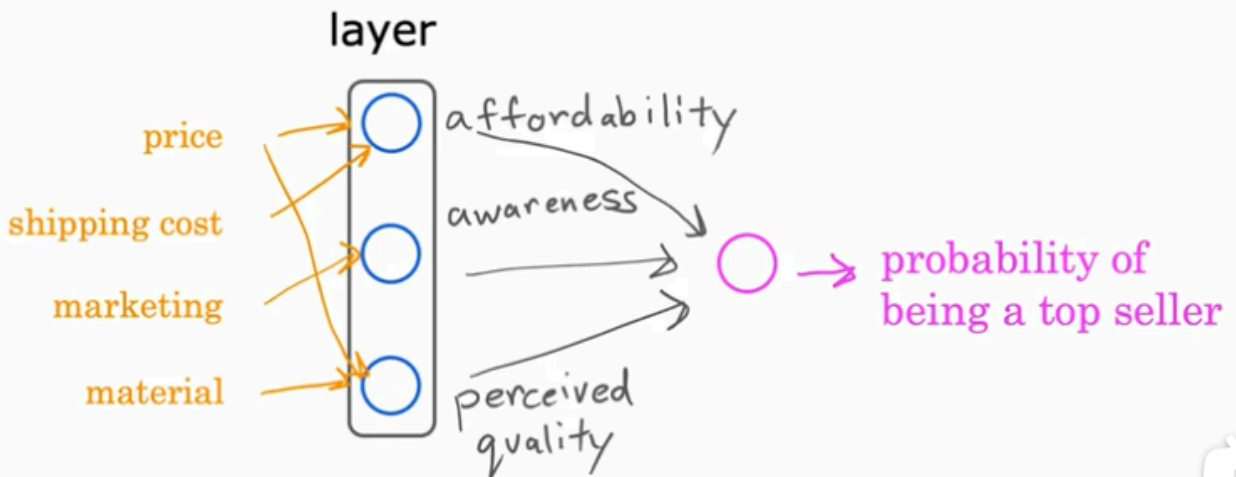 layer
price
shipping cost
marketing
material
affordability
awareness
perceived
quality
probability of
being a top seller